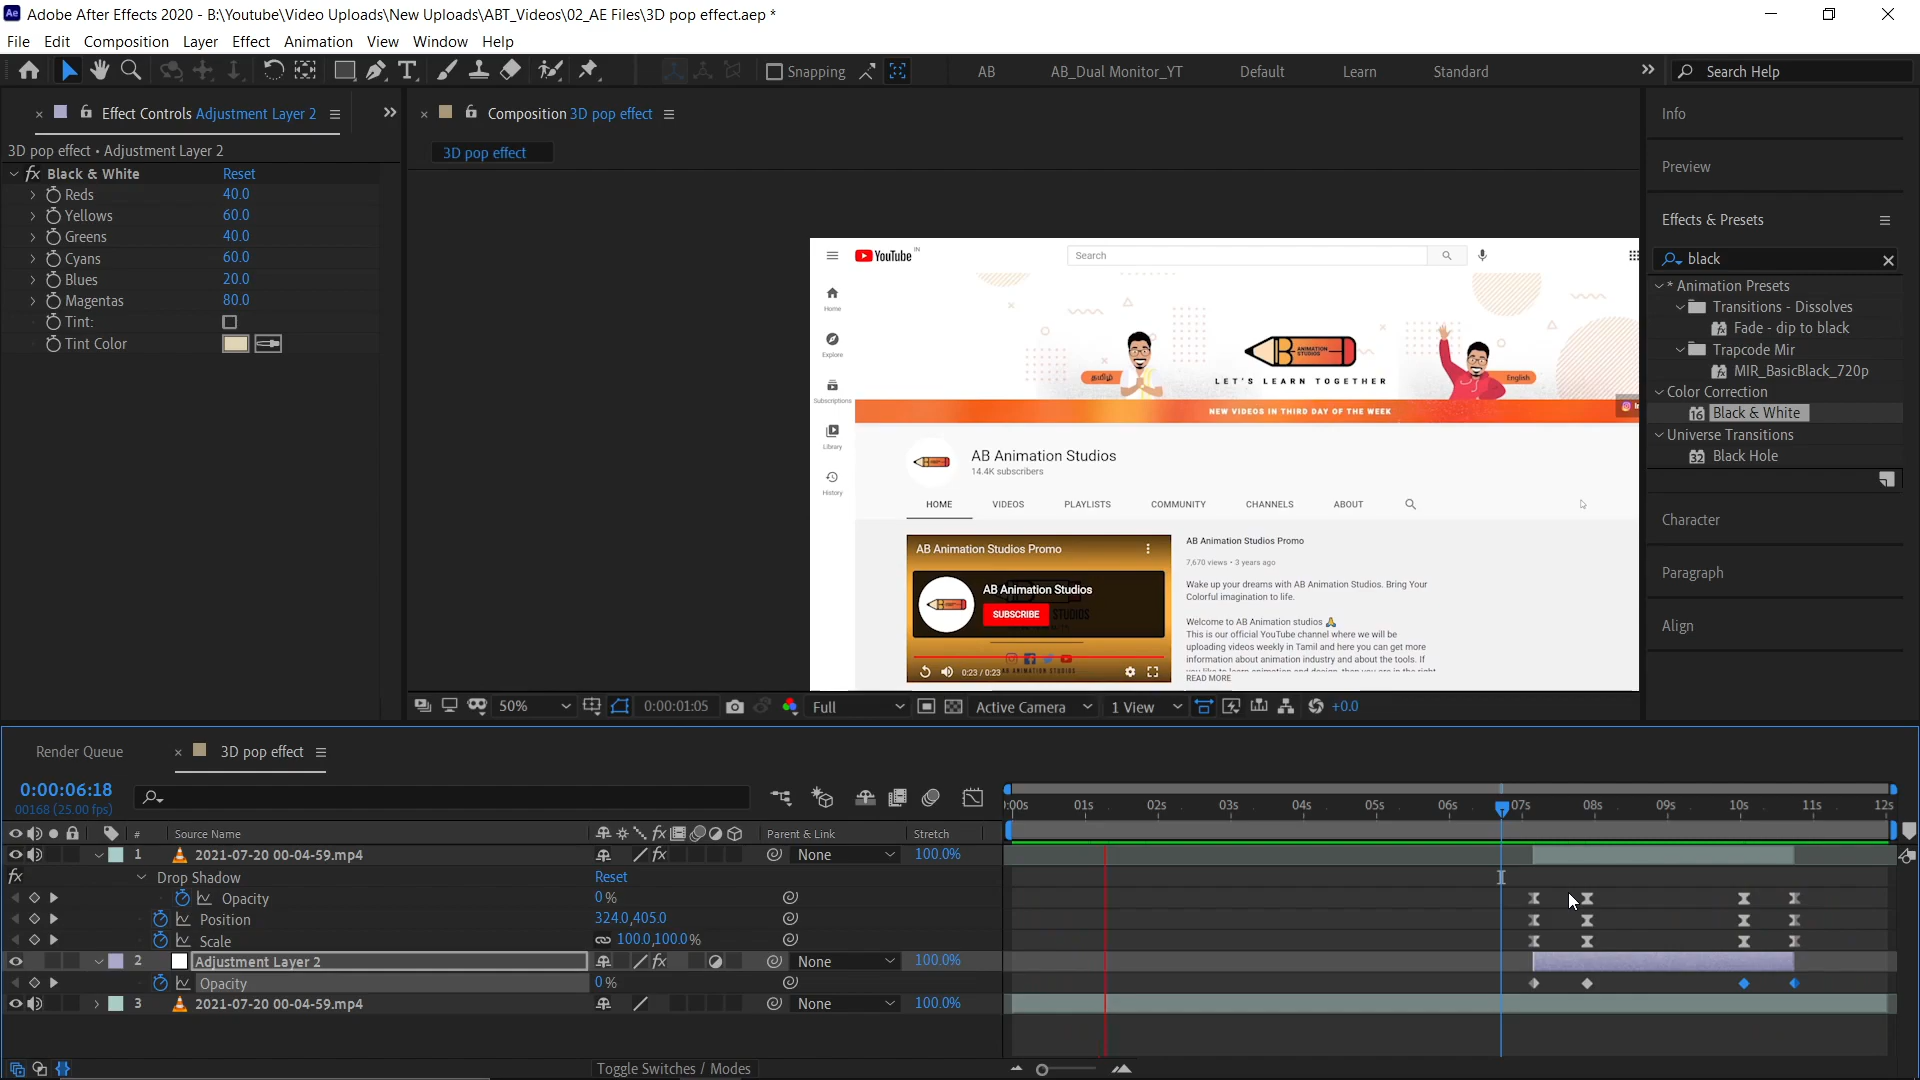 Adobe After Effects 2020 - B:\Youtube\Video Uploads\New Uploads\ABT_Videos\02_AE Files\3D pop effect.aep *
File Edit Composition Layer Effect Animation View Window Help
Snapping AB AB_Dual Monitor_YT Default Learn Standard Search Help
Effect Controls Adjustment Layer 2
3D pop effect • Adjustment Layer 2
fx Black & White Reset
Reds 40.0
Yellows 60.0
Greens 40.0
Cyans 60.0
Blues 20.0
Magentas 80.0
Tint:
Tint Color
Composition 3D pop effect
3D pop effect
YouTube IN
Search
Home
Explore
Subscriptions
Library
History
தமிழ்
B ANIMATION STUDIOS
LET'S LEARN TOGETHER
English
NEW VIDEOS IN THIRD DAY OF THE WEEK
AB Animation Studios
14.4K subscribers
HOME VIDEOS PLAYLISTS COMMUNITY CHANNELS ABOUT
AB Animation Studios Promo
AB Animation Studios
SUBSCRIBE
STUDIOS
0:23 / 0:23
AB Animation Studios Promo
7,670 views • 3 years ago
Wake up your dreams with AB Animation Studios. Bring Your
Colorful imagination to life.
Welcome to AB Animation studios 🙏
This is our official YouTube channel where we will be
uploading videos weekly in Tamil and here you can get more
information about animation industry and about the tools. If
READ MORE
50% 0:00:01:05 Full Active Camera 1 View +0.0
Info
Preview
Effects & Presets
black
* Animation Presets
Transitions - Dissolves
Fade - dip to black
Trapcode Mir
MIR_BasicBlack_720p
Color Correction
Black & White
Universe Transitions
Black Hole
Character
Paragraph
Align
Render Queue 3D pop effect
0:00:06:18
00168 (25.00 fps)
:00s 01s 02s 03s 04s 05s 06s 07s 08s 09s 10s 11s 12s
# Source Name Parent & Link Stretch
1 2021-07-20 00-04-59.mp4 None 100.0%
fx Drop Shadow Reset
Opacity 0 %
Position 324.0,405.0
Scale 100.0,100.0 %
2 Adjustment Layer 2 None 100.0%
Opacity 0 %
3 2021-07-20 00-04-59.mp4 None 100.0%
Toggle Switches / Modes